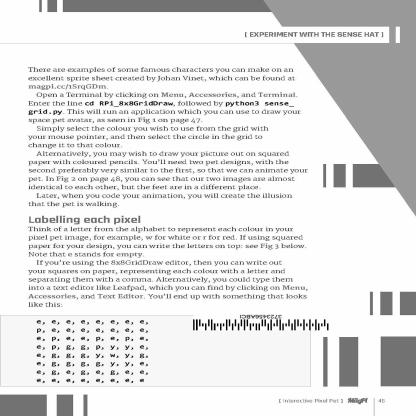 [ EXPERIMENT WITH THE SENSE HAT ]
There are examples of some famous characters you can make on an
excellent sprite sheet created by Johan Vinet, which can be found at
magpi.cc/1SrqGDm.
Open a Terminal by clicking on Menu, Accessories, and Terminal.
Enter the line cd RPi_8x8GridDraw, followed by python3 sense_
grid.py. This will run an application which you can use to draw your
space pet avatar, as seen in Fig 1 on page 47.
Simply select the colour you wish to use from the grid with
your mouse pointer, and then select the circle in the grid to
change it to that colour.
Alternatively, you may wish to draw your picture out on squared
paper with coloured pencils. You'll need two pet designs, with the
second preferably very similar to the first, so that we can animate your
pet. In Fig 2 on page 48, you can see that our two images are almost
identical to each other, but the feet are in a different place.
Later, when you code your animation, you will create the illusion
that the pet is walking.
Labelling each pixel
Think of a letter from the alphabet to represent each colour in your
pixel pet image, for example, w for white or r for red. If using squared
paper for your design, you can write the letters on top: see Fig 3 below.
Note that e stands for empty.
If you're using the 8x8GridDraw editor, then you can write out
your squares on paper, representing each colour with a letter and
separating them with a comma. Alternatively, you could type them
into a text editor like Leafpad, which you can find by clicking on Menu,
Accessories, and Text Editor. You'll end up with something that looks
like this:
e, e, e, e, e, e, e, e,
p, e, e, e, e, e, e, e,
e, p, e, e, p, e, p, e,
e, p, g, g, p, y, y, e,
e, g, g, g, y, w, y, g,
e, g, g, g, g, y, y, e,
e, g, e, g, e, g, e, e,
e, e, e, e, e, e, e, e
[ Interactive Pixel Pet ]
MagPi